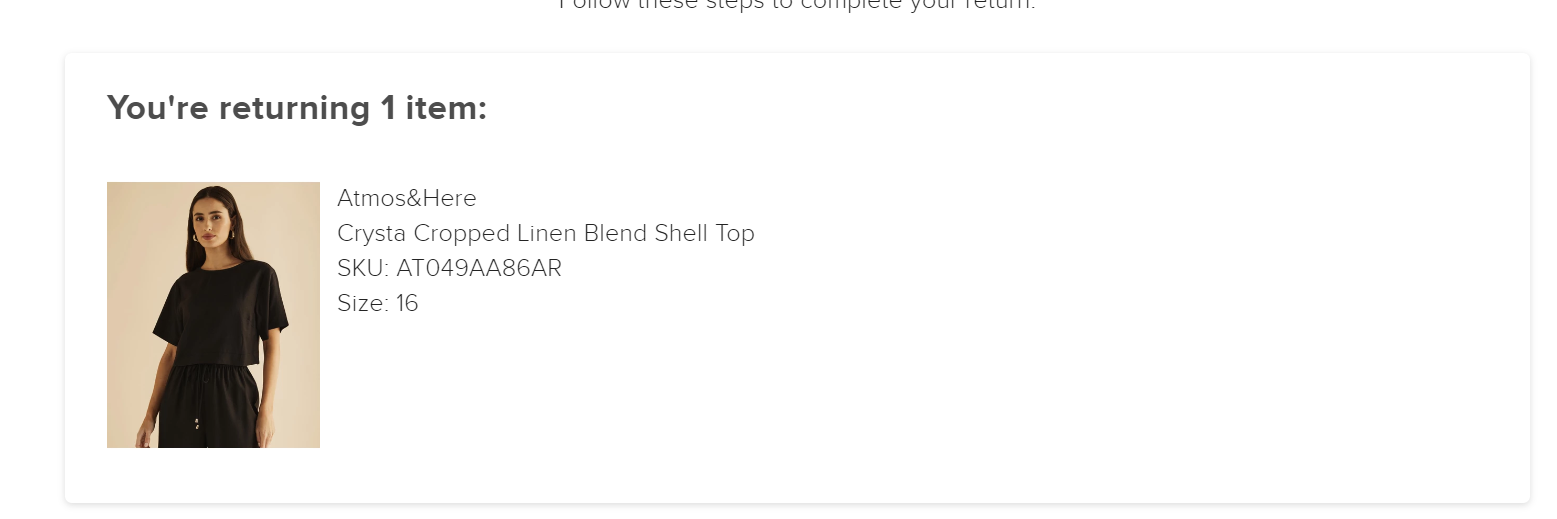 Follow these steps to complete your return.
You're returning 1 item:
Atmos&Here
Crysta Cropped Linen Blend Shell Top
SKU: AT049AA86AR
Size: 16